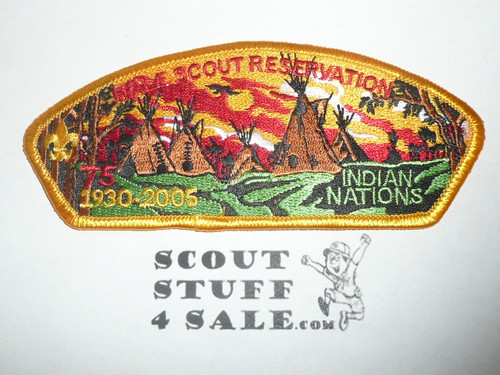 SCOUT RESERVATION
75
1930-2005
INDIAN
NATIONS
SCOUT
STUFF
4 SALE.COM